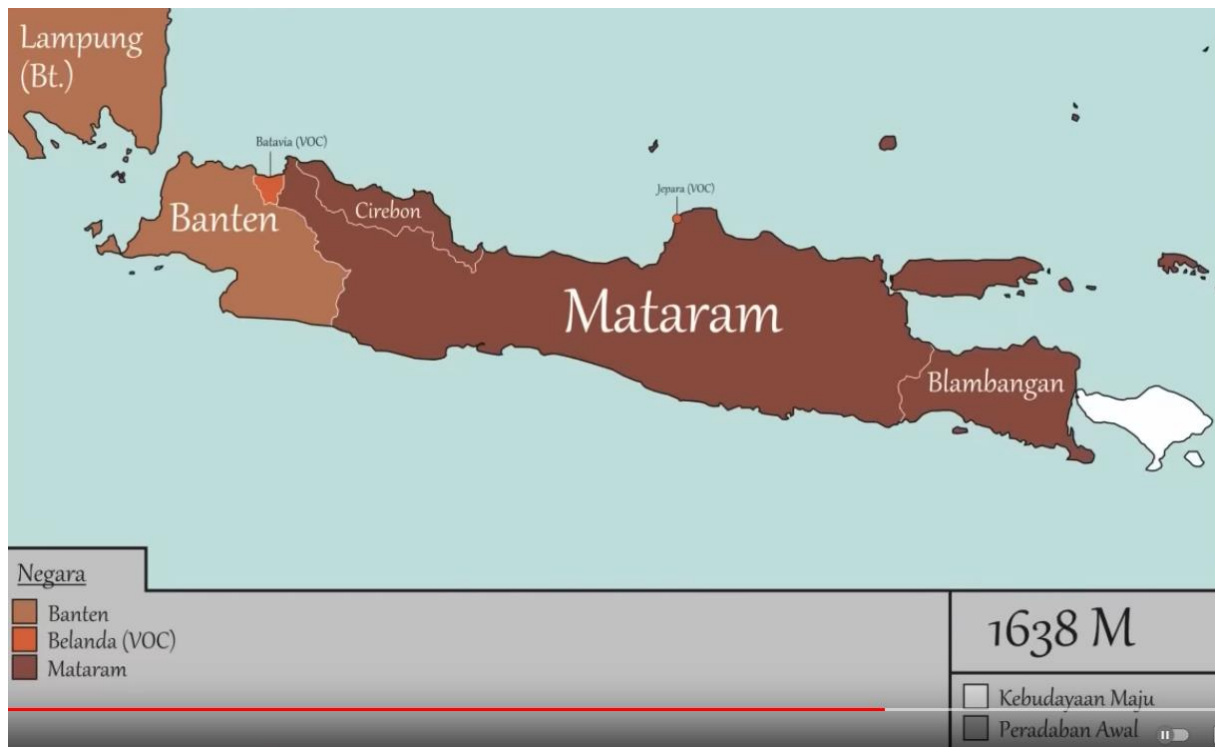 Lampung
(Bt.)
Batavia (VOC)
Jepara (VOC)
Banten
Cirebon
Mataram
Blambangan
Negara
Banten
Belanda (VOC)
Mataram
1638 M
Kebudayaan Maju
Peradaban Awal